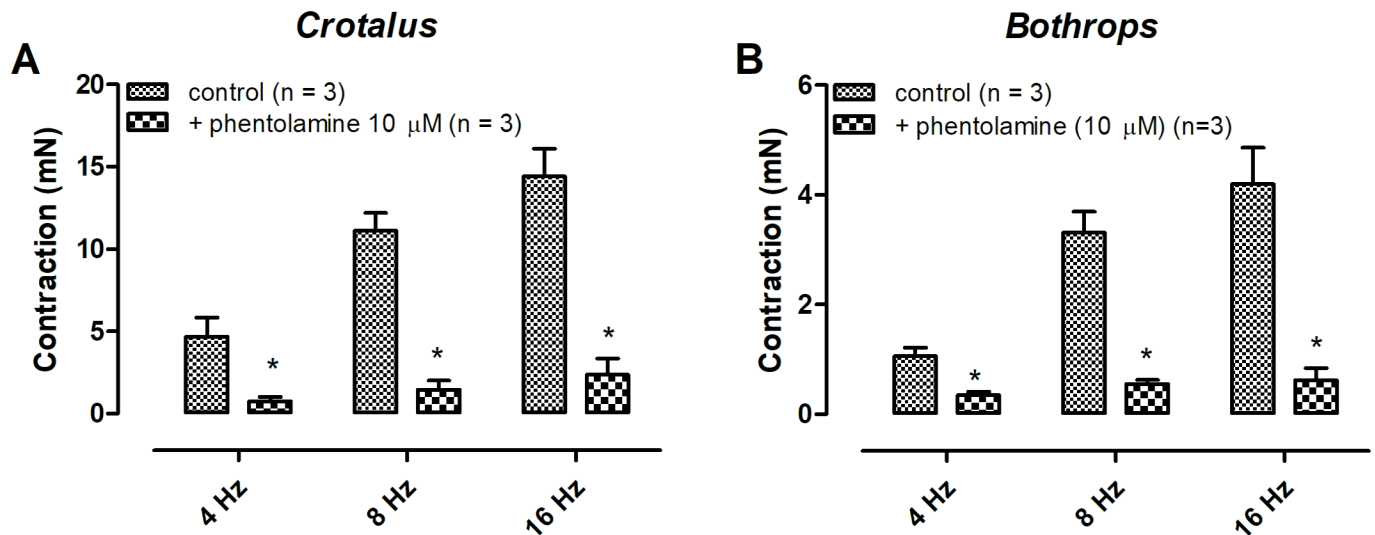 Crotalus
A
control (n = 3)
+ phentolamine 10 μM (n = 3)
Contraction (mN)
20
15
10
5
0
*
*
*
4 Hz
8 Hz
16 Hz
Bothrops
B
control (n = 3)
+ phentolamine (10 μM) (n=3)
Contraction (mN)
6
4
2
0
*
*
*
4 Hz
8 Hz
16 Hz